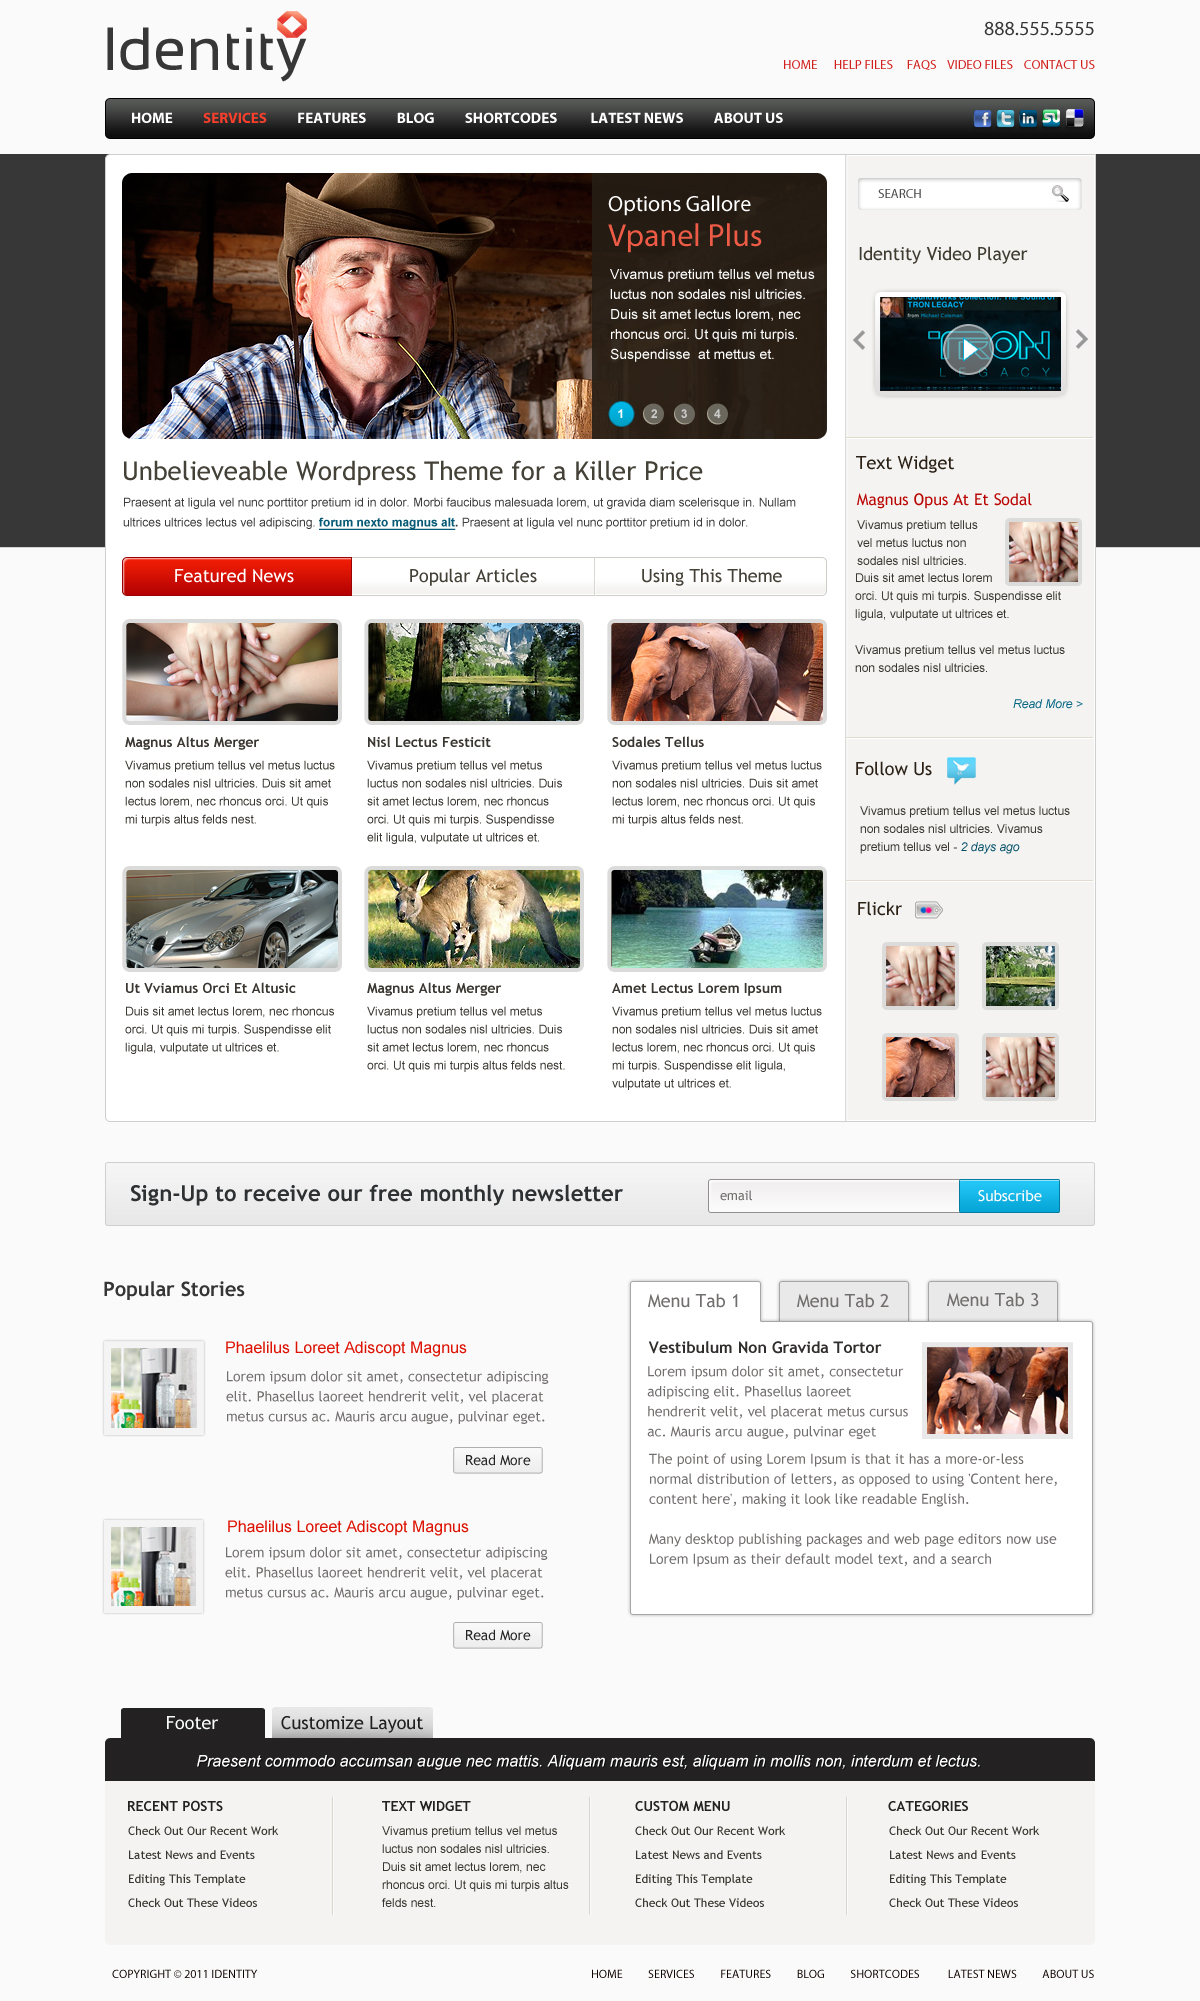 Identity
888.555.5555
HOME HELP FILES FAQS VIDEO FILES CONTACT US
HOME SERVICES FEATURES BLOG SHORTCODES LATEST NEWS ABOUT US
Options Gallore
Vpanel Plus
Vivamus pretium tellus vel metus
luctus non sodales nisl ultricies.
Duis sit amet lectus lorem, nec
rhoncus orci. Ut quis mi turpis.
Suspendisse at mettus et.
1 2 3 4
Unbelieveable Wordpress Theme for a Killer Price
Praesent at ligula vel nunc porttitor pretium id in dolor. Morbi faucibus malesuada lorem, ut gravida diam scelerisque in. Nullam
ultrices ultrices lectus vel adipiscing. forum nexto magnus alt. Praesent at ligula vel nunc porttitor pretium id in dolor.
Featured News Popular Articles Using This Theme
Magnus Altus Merger
Vivamus pretium tellus vel metus luctus
non sodales nisl ultricies. Duis sit amet
lectus lorem, nec rhoncus orci. Ut quis
mi turpis altus felds nest.
Nisl Lectus Festicit
Vivamus pretium tellus vel metus
luctus non sodales nisl ultricies. Duis
sit amet lectus lorem, nec rhoncus
orci. Ut quis mi turpis. Suspendisse
elit ligula, vulputate ut ultrices et.
Sodales Tellus
Vivamus pretium tellus vel metus luctus
non sodales nisl ultricies. Duis sit amet
lectus lorem, nec rhoncus orci. Ut quis
mi turpis altus felds nest.
Ut Vviamus Orci Et Altusic
Duis sit amet lectus lorem, nec rhoncus
orci. Ut quis mi turpis. Suspendisse elit
ligula, vulputate ut ultrices et.
Magnus Altus Merger
Vivamus pretium tellus vel metus
luctus non sodales nisl ultricies. Duis
sit amet lectus lorem, nec rhoncus
orci. Ut quis mi turpis altus felds nest.
Amet Lectus Lorem Ipsum
Vivamus pretium tellus vel metus luctus
non sodales nisl ultricies. Duis sit amet
lectus lorem, nec rhoncus orci. Ut quis
mi turpis. Suspendisse elit ligula,
vulputate ut ultrices et.
SEARCH
Identity Video Player
SoundWorks Collection: The Sound of
TRON LEGACY
from Michael Coleman
TRON
LEGACY
Text Widget
Magnus Opus At Et Sodal
Vivamus pretium tellus
vel metus luctus non
sodales nisl ultricies.
Duis sit amet lectus lorem
orci. Ut quis mi turpis. Suspendisse elit
ligula, vulputate ut ultrices et.
Vivamus pretium tellus vel metus luctus
non sodales nisl ultricies.
Read More >
Follow Us
Vivamus pretium tellus vel metus luctus
non sodales nisl ultricies. Vivamus
pretium tellus vel - 2 days ago
Flickr
Sign-Up to receive our free monthly newsletter
email Subscribe
Popular Stories
Phaelilus Loreet Adiscopt Magnus
Lorem ipsum dolor sit amet, consectetur adipiscing
elit. Phasellus laoreet hendrerit velit, vel placerat
metus cursus ac. Mauris arcu augue, pulvinar eget.
Read More
Phaelilus Loreet Adiscopt Magnus
Lorem ipsum dolor sit amet, consectetur adipiscing
elit. Phasellus laoreet hendrerit velit, vel placerat
metus cursus ac. Mauris arcu augue, pulvinar eget.
Read More
Menu Tab 1 Menu Tab 2 Menu Tab 3
Vestibulum Non Gravida Tortor
Lorem ipsum dolor sit amet, consectetur
adipiscing elit. Phasellus laoreet
hendrerit velit, vel placerat metus cursus
ac. Mauris arcu augue, pulvinar eget
The point of using Lorem Ipsum is that it has a more-or-less
normal distribution of letters, as opposed to using 'Content here,
content here', making it look like readable English.
Many desktop publishing packages and web page editors now use
Lorem Ipsum as their default model text, and a search
Footer Customize Layout
Praesent commodo accumsan augue nec mattis. Aliquam mauris est, aliquam in mollis non, interdum et lectus.
RECENT POSTS
Check Out Our Recent Work
Latest News and Events
Editing This Template
Check Out These Videos
TEXT WIDGET
Vivamus pretium tellus vel metus
luctus non sodales nisl ultricies.
Duis sit amet lectus lorem, nec
rhoncus orci. Ut quis mi turpis altus
felds nest.
CUSTOM MENU
Check Out Our Recent Work
Latest News and Events
Editing This Template
Check Out These Videos
CATEGORIES
Check Out Our Recent Work
Latest News and Events
Editing This Template
Check Out These Videos
COPYRIGHT © 2011 IDENTITY
HOME SERVICES FEATURES BLOG SHORTCODES LATEST NEWS ABOUT US